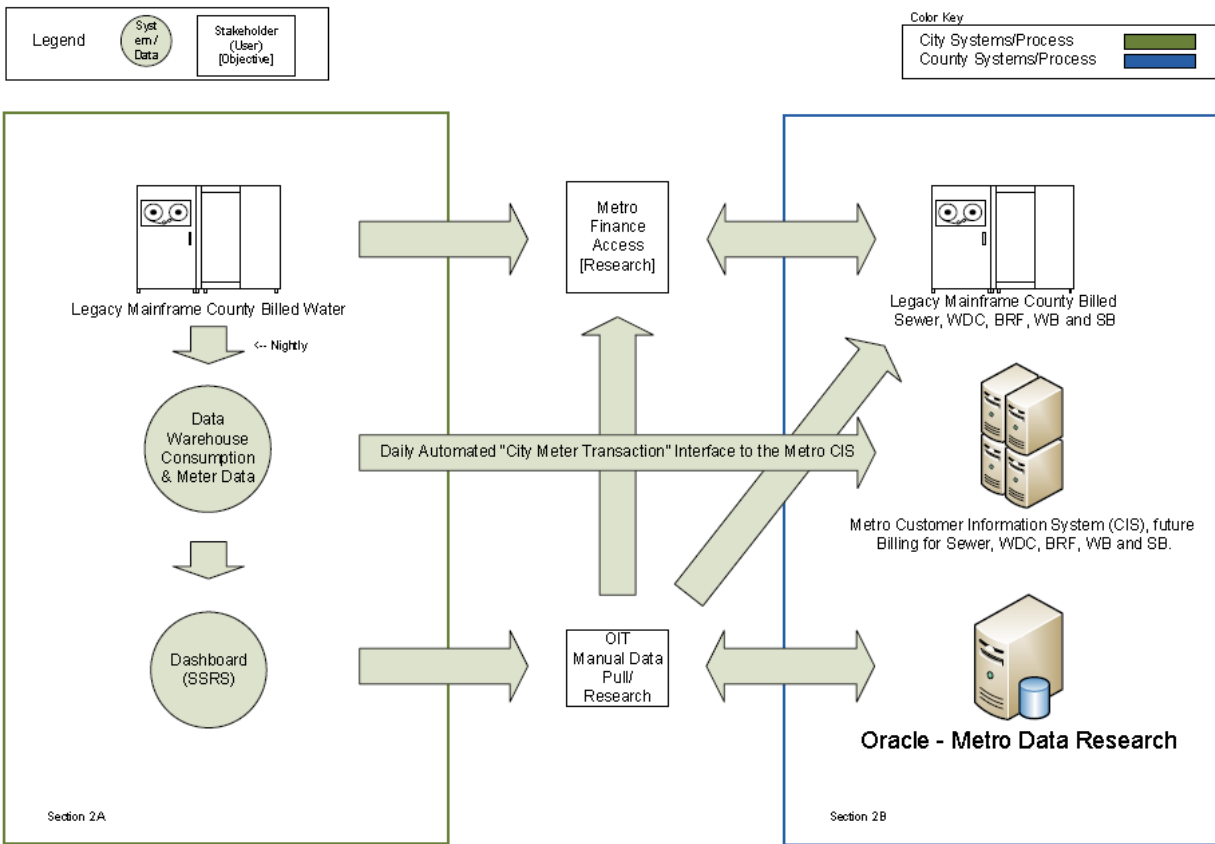 Legend
Syst
em /
Data
Stakeholder
(User)
[Objective]
Color Key
City Systems/Process
County Systems/Process
Legacy Mainframe County Billed Water
<-- Nightly
Data
Warehouse
Consumption
& Meter Data
Dashboard
(SSRS)
Section 2A
Metro
Finance
Access
[Research]
Daily Automated "City Meter Transaction" Interface to the Metro CIS
OIT
Manual Data
Pull/
Research
Legacy Mainframe County Billed
Sewer, WDC, BRF, WB and SB
Metro Customer Information System (CIS), future
Billing for Sewer, WDC, BRF, WB and SB.
Oracle - Metro Data Research
Section 2B